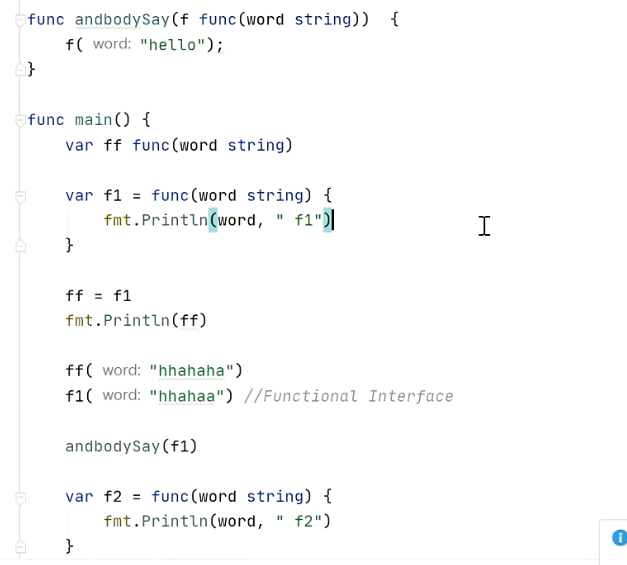 func andbodySay(f func(word string))  {
    f( word: "hello");
}
func main() {
    var ff func(word string)
    var f1 = func(word string) {
        fmt.Println(word, " f1")
    }
    ff = f1
    fmt.Println(ff)
    ff( word: "hhahaha")
    f1( word: "hhahaa") //Functional Interface
    andbodySay(f1)
    var f2 = func(word string) {
        fmt.Println(word, " f2")
    }